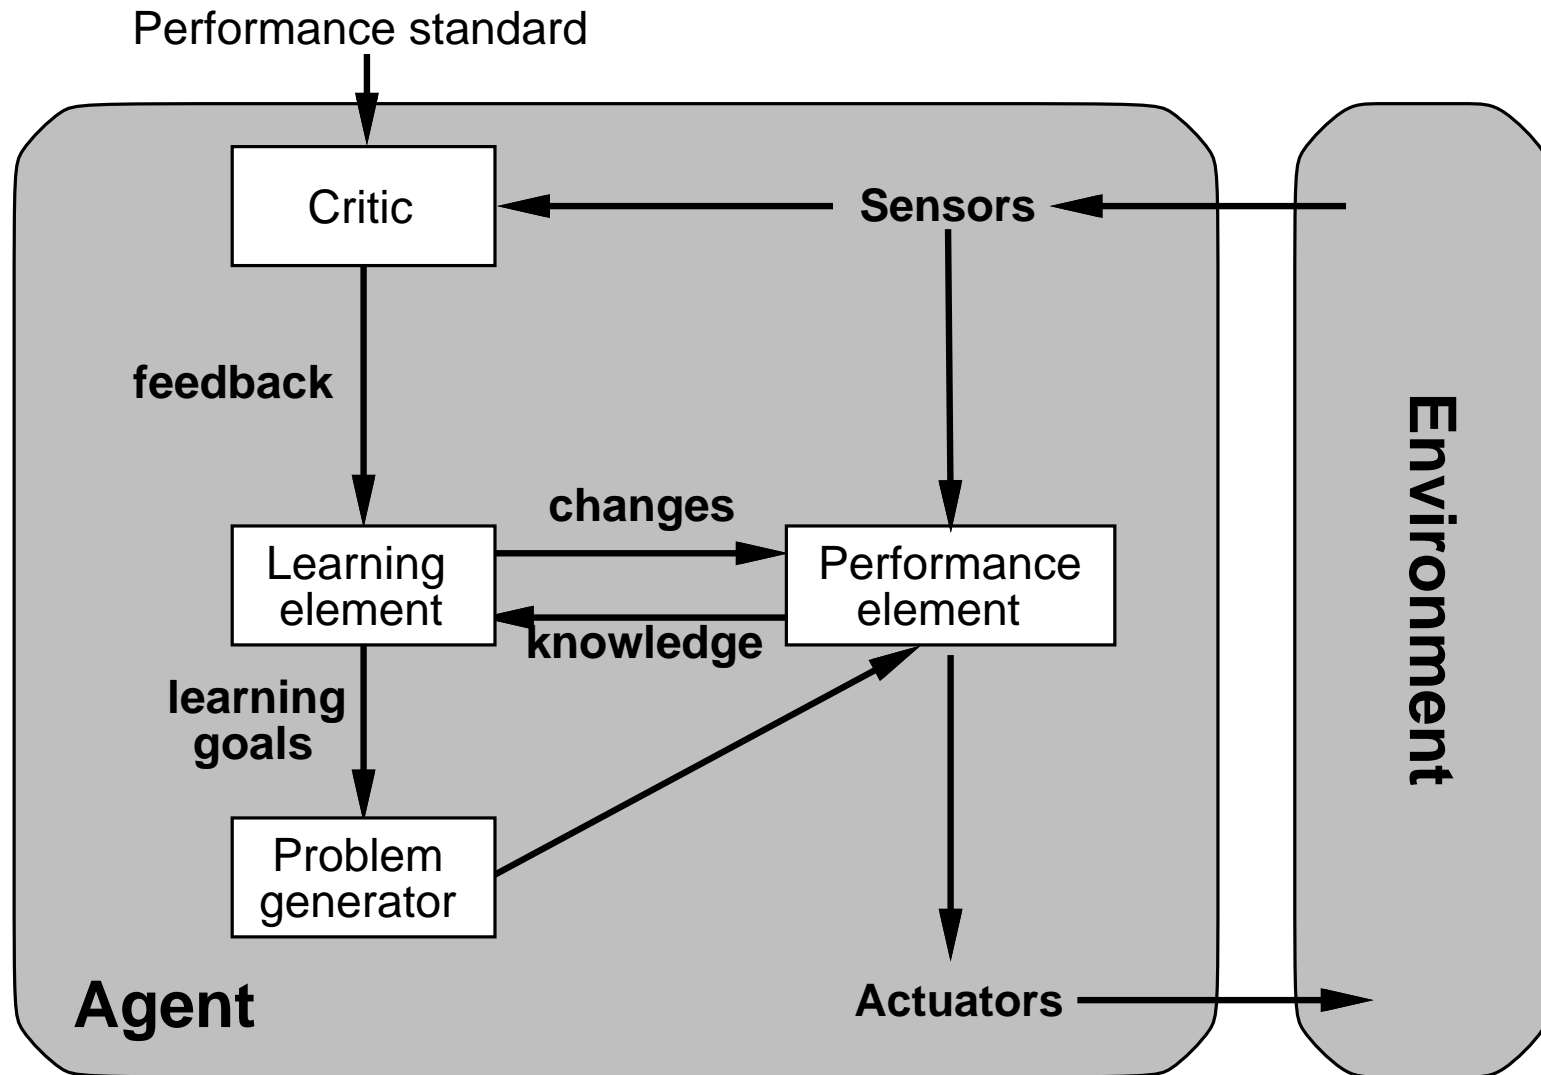 Performance standard
Critic
Sensors
feedback
changes
Learning
element
Performance
element
knowledge
learning
goals
Problem
generator
Agent
Actuators
Environment